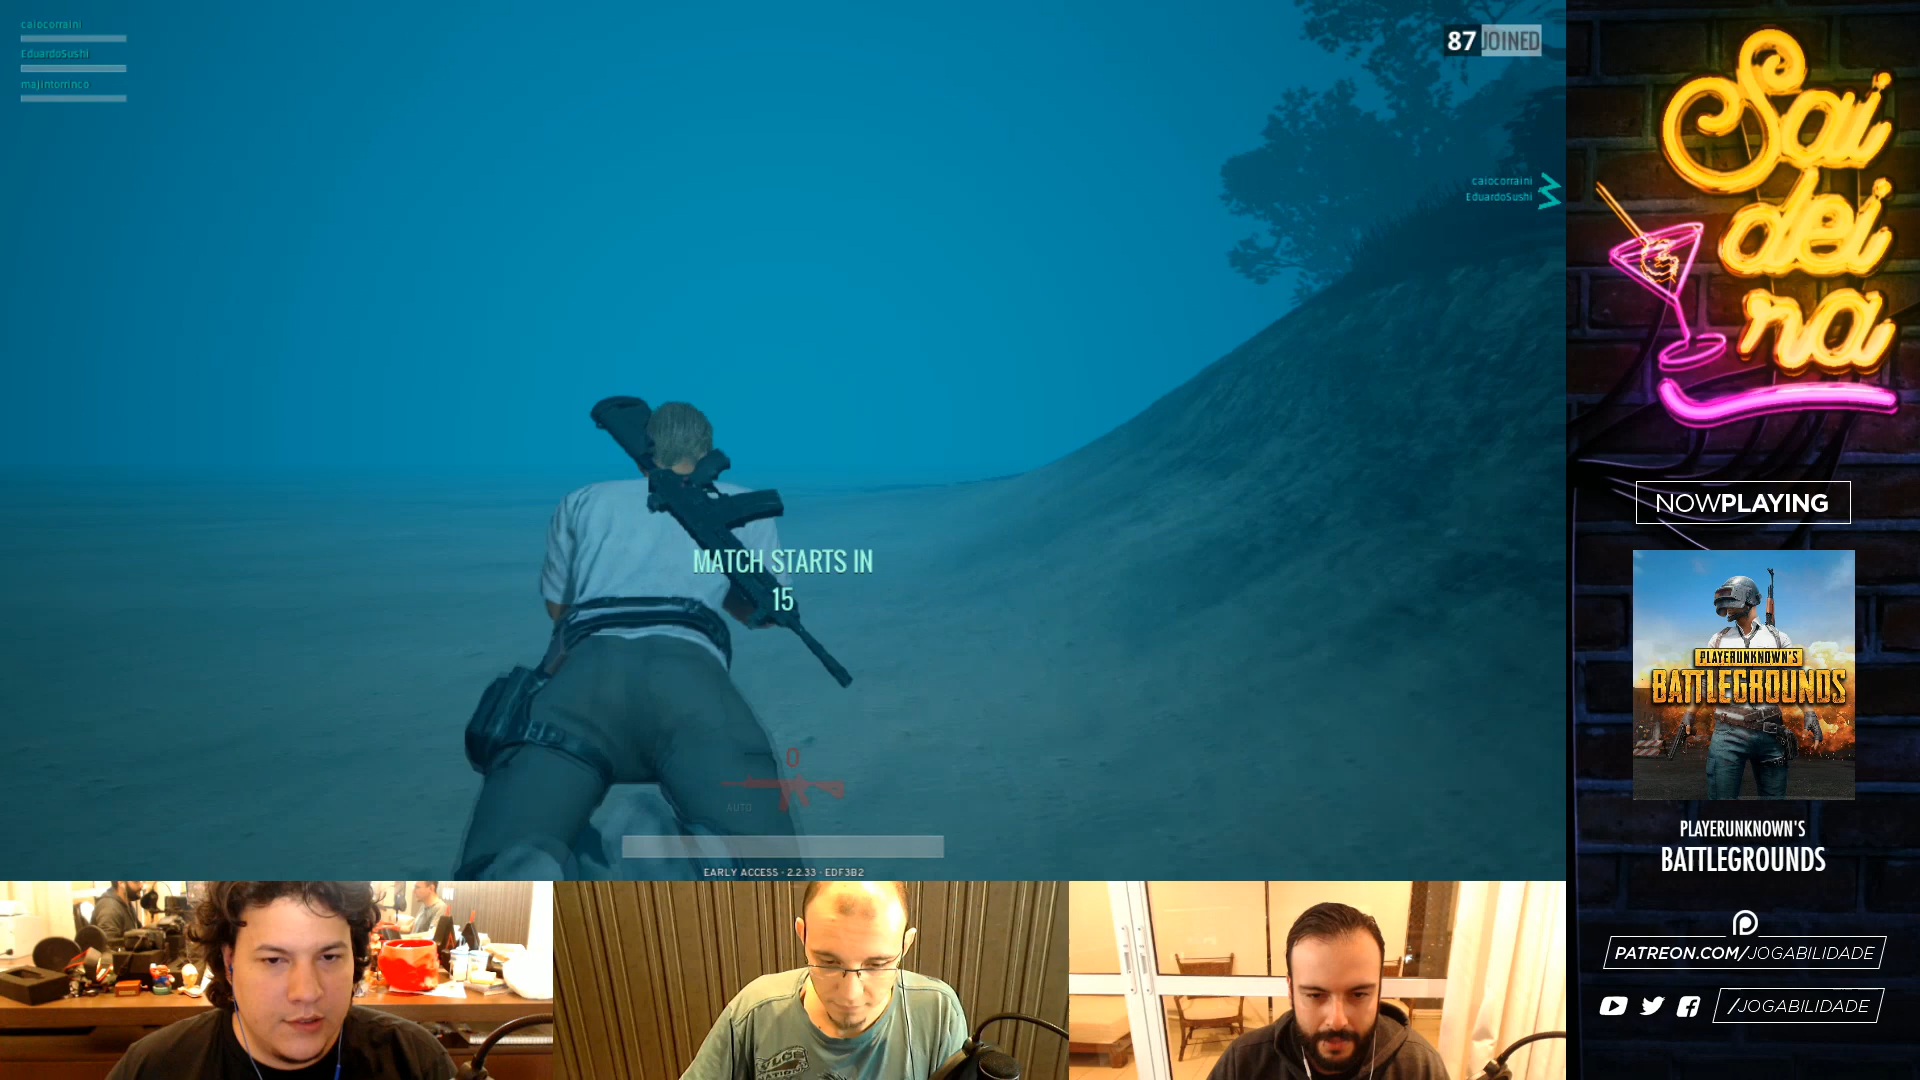 caiocorraini
EduardoSushi
majintorrinco
87 JOINED
caiocorraini
EduardoSushi
MATCH STARTS IN
15
0
AUTO
EARLY ACCESS - 2.2.33 - EDF3B2
Sai
dei
ra
NOWPLAYING
PLAYERUNKNOWN'S
BATTLEGROUNDS
PLAYERUNKNOWN'S
BATTLEGROUNDS
PATREON.COM/JOGABILIDADE
/JOGABILIDADE